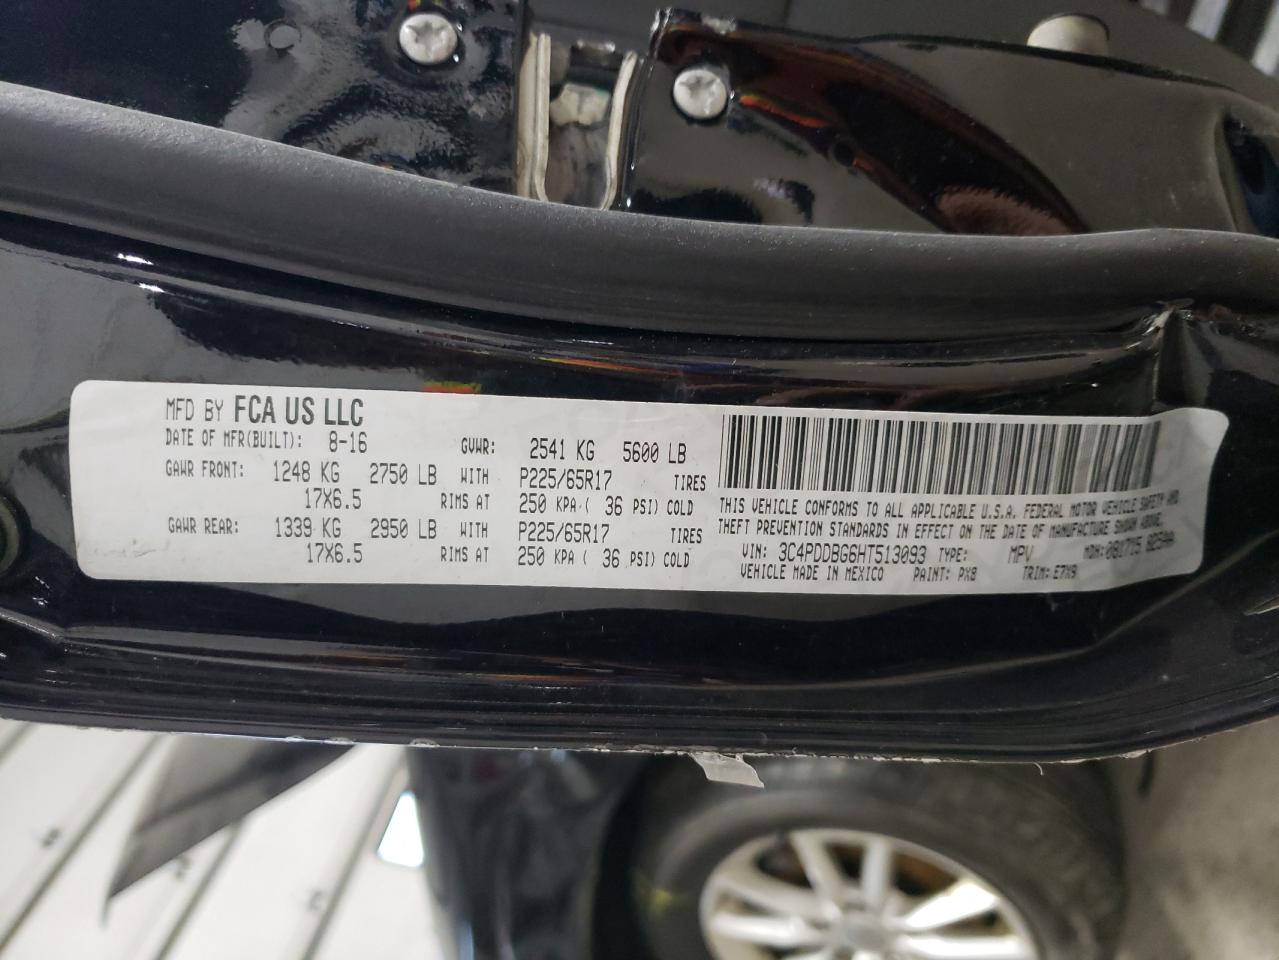 MFD BY FCA US LLC
DATE OF MFR(BUILT): 8-16 GVWR: 2541 KG 5600 LB
GAWR FRONT: 1248 KG 2750 LB WITH P225/65R17 TIRES
17X6.5 RIMS AT 250 KPA ( 36 PSI) COLD
GAWR REAR: 1339 KG 2950 LB WITH P225/65R17 TIRES
17X6.5 RIMS AT 250 KPA ( 36 PSI) COLD
THIS VEHICLE CONFORMS TO ALL APPLICABLE U.S.A. FEDERAL MOTOR VEHICLE SAFETY AND
THEFT PREVENTION STANDARDS IN EFFECT ON THE DATE OF MANUFACTURE SHOWN ABOVE.
VIN: 3C4PDDBG6HT513093 TYPE: MPV MDH: 081715
VEHICLE MADE IN MEXICO PAINT: PX8 TRIM: E7X9